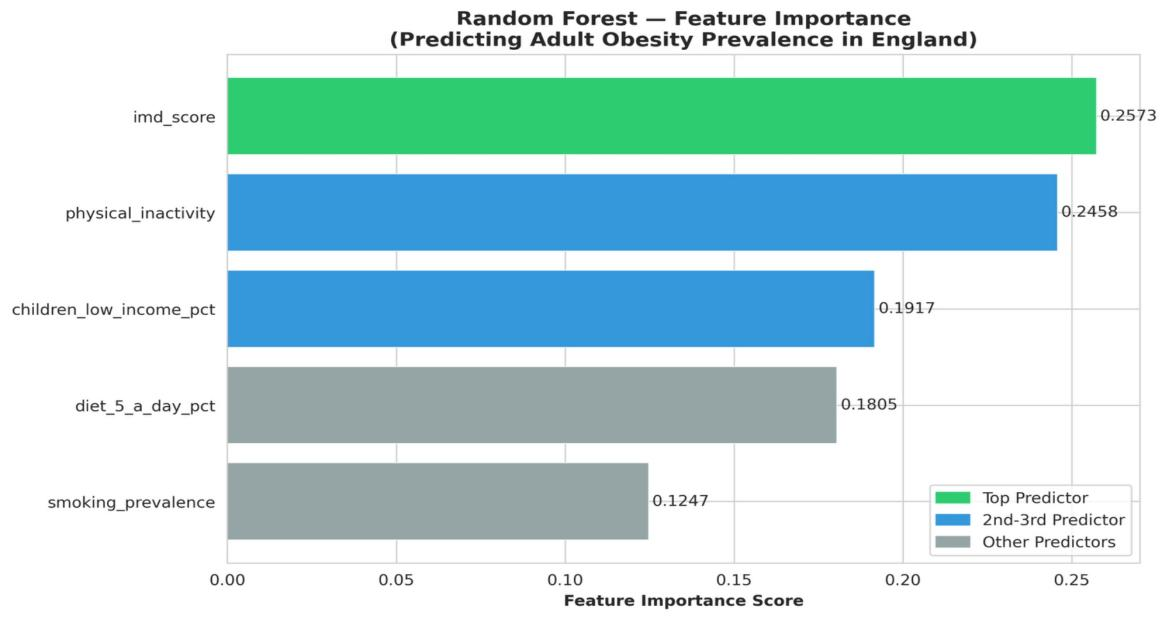 Random Forest — Feature Importance
(Predicting Adult Obesity Prevalence in England)
imd_score
0.2573
physical_inactivity
0.2458
children_low_income_pct
0.1917
diet_5_a_day_pct
0.1805
smoking_prevalence
0.1247
Top Predictor
2nd-3rd Predictor
Other Predictors
0.00 0.05 0.10 0.15 0.20 0.25
Feature Importance Score